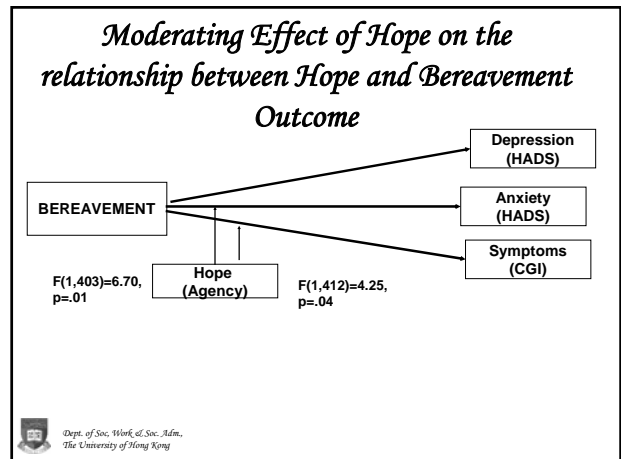 Moderating Effect of Hope on the
relationship between Hope and Bereavement
Outcome
Depression
(HADS)
BEREAVEMENT
Anxiety
(HADS)
Symptoms
(CGI)
Hope
(Agency)
F(1,403)=6.70,
p=.01
F(1,412)=4.25,
p=.04
Dept. of Soc, Work & Soc. Adm.,
The University of Hong Kong